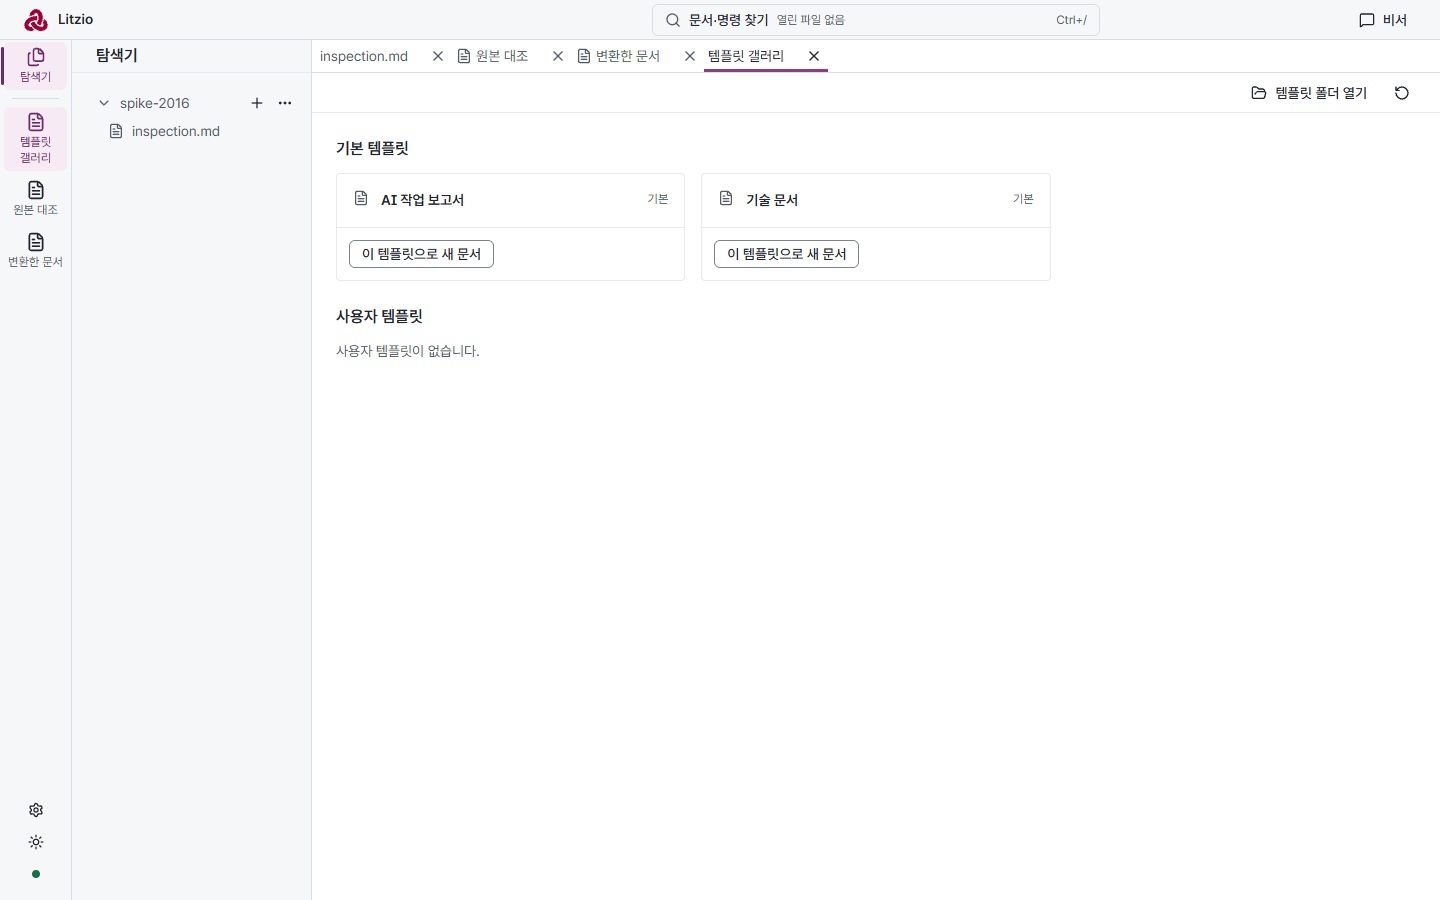 Litzio
문서·명령 찾기 열린 파일 없음 Ctrl+/
비서
탐색기
템플릿
갤러리
원본 대조
변환한 문서
탐색기
spike-2016
inspection.md
inspection.md
원본 대조
변환한 문서
템플릿 갤러리
템플릿 폴더 열기
기본 템플릿
AI 작업 보고서 기본
이 템플릿으로 새 문서
기술 문서 기본
이 템플릿으로 새 문서
사용자 템플릿
사용자 템플릿이 없습니다.